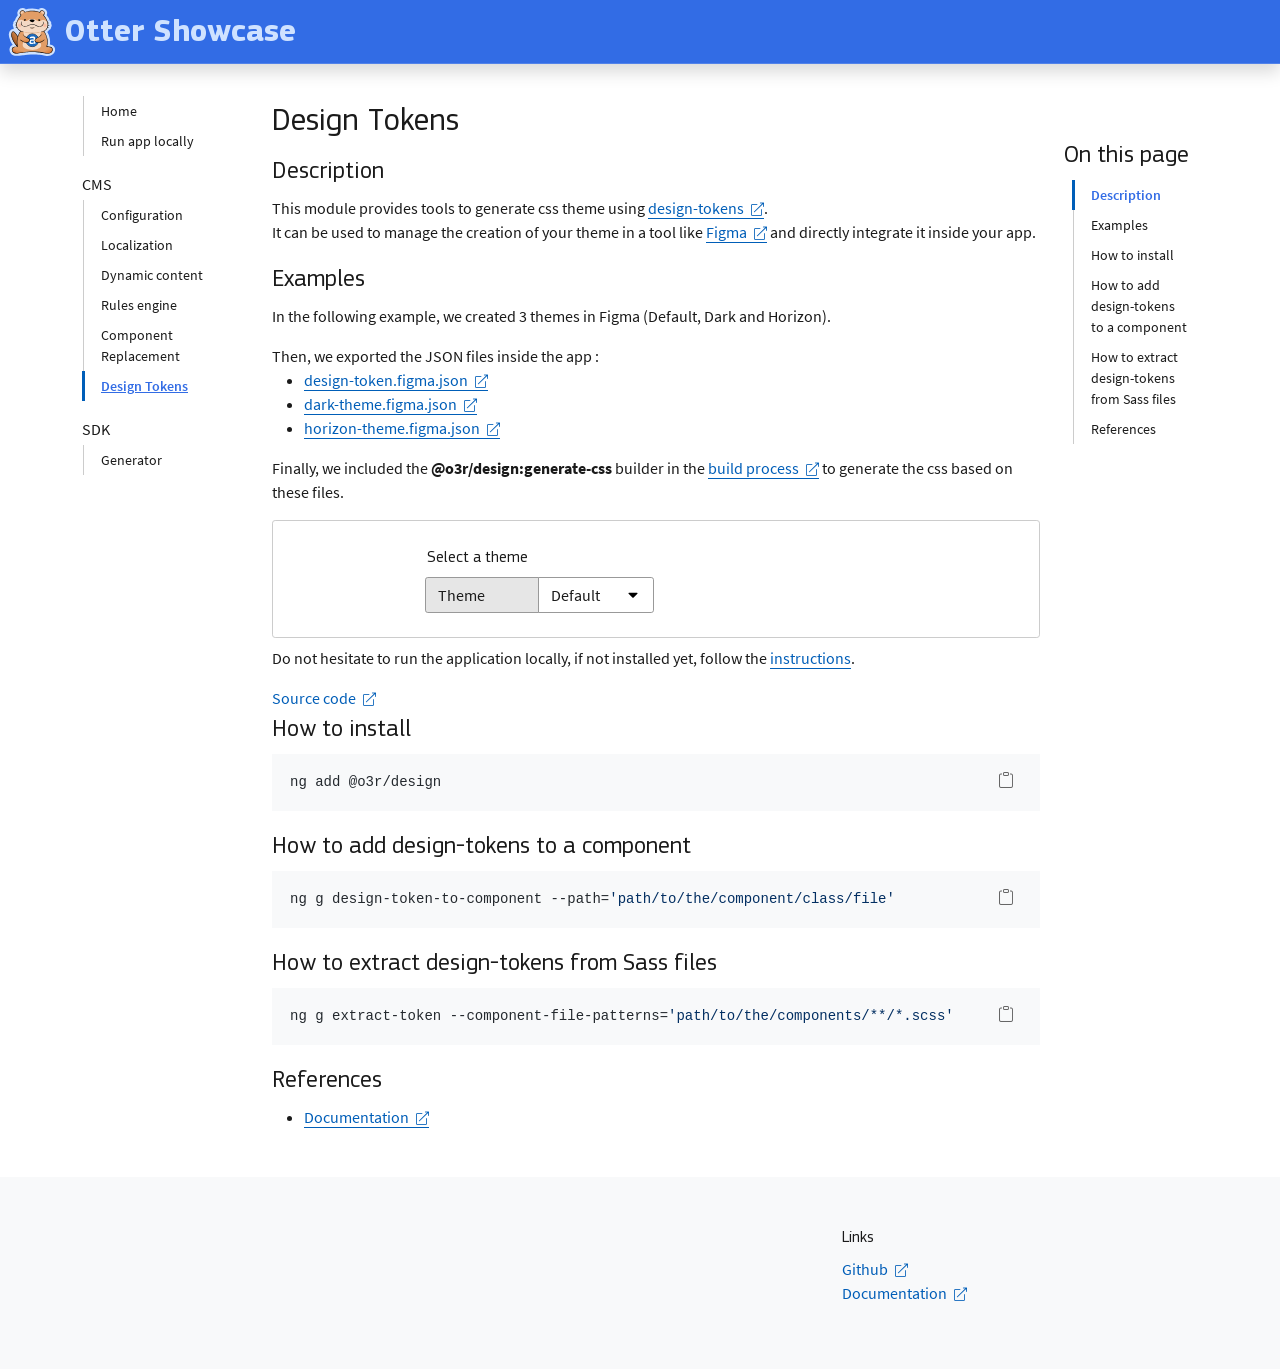 Otter Showcase
Home
Run app locally
CMS
Configuration
Localization
Dynamic content
Rules engine
Component
Replacement
Design Tokens
SDK
Generator
Design Tokens
Description
This module provides tools to generate css theme using design-tokens.
It can be used to manage the creation of your theme in a tool like Figma and directly integrate it inside your app.
Examples
In the following example, we created 3 themes in Figma (Default, Dark and Horizon).
Then, we exported the JSON files inside the app :
design-token.figma.json
dark-theme.figma.json
horizon-theme.figma.json
Finally, we included the @o3r/design:generate-css builder in the build process to generate the css based on
these files.
Select a theme
Theme Default
Do not hesitate to run the application locally, if not installed yet, follow the instructions.
Source code
How to install
ng add @o3r/design
How to add design-tokens to a component
ng g design-token-to-component --path='path/to/the/component/class/file'
How to extract design-tokens from Sass files
ng g extract-token --component-file-patterns='path/to/the/components/**/*.scss'
References
Documentation
On this page
Description
Examples
How to install
How to add
design-tokens
to a component
How to extract
design-tokens
from Sass files
References
Links
Github
Documentation